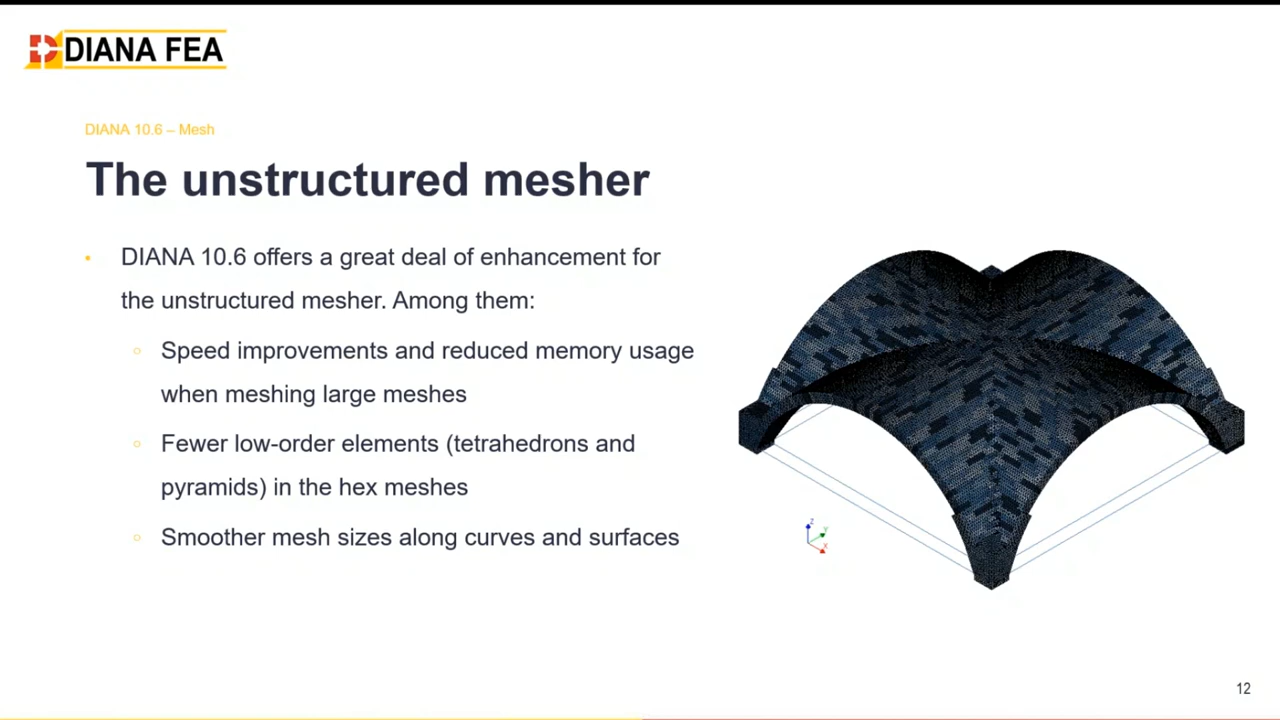 DIANA FEA
DIANA 10.6 – Mesh
The unstructured mesher
• DIANA 10.6 offers a great deal of enhancement for
the unstructured mesher. Among them:
○ Speed improvements and reduced memory usage
when meshing large meshes
○ Fewer low-order elements (tetrahedrons and
pyramids) in the hex meshes
○ Smoother mesh sizes along curves and surfaces
Z
Y
X
12